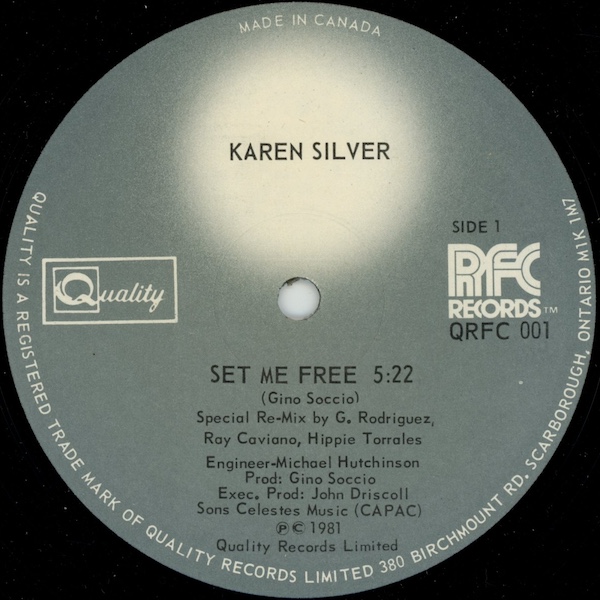 MADE IN CANADA
KAREN SILVER
SIDE 1
Quality
RFC
RECORDS™
QRFC 001
SET ME FREE 5:22
(Gino Soccio)
Special Re-Mix by G. Rodriguez,
Ray Caviano, Hippie Torrales
Engineer-Michael Hutchinson
Prod: Gino Soccio
Exec. Prod: John Driscoll
Sons Celestes Music (CAPAC)
℗ © 1981
Quality Records Limited
QUALITY IS A REGISTERED TRADE MARK OF QUALITY RECORDS LIMITED 380 BIRCHMOUNT RD. SCARBOROUGH, ONTARIO M1K 1M7